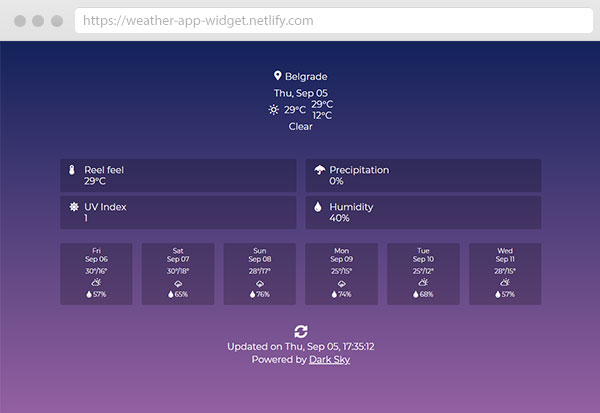 https://weather-app-widget.netlify.com
Belgrade
Thu, Sep 05
29°C 29°C
12°C
Clear
Reel feel
29°C
Precipitation
0%
UV Index
1
Humidity
40%
Fri
Sep 06
30°/16°
57%
Sat
Sep 07
30°/18°
65%
Sun
Sep 08
28°/17°
76%
Mon
Sep 09
25°/15°
74%
Tue
Sep 10
25°/12°
68%
Wed
Sep 11
28°/15°
57%
Updated on Thu, Sep 05, 17:35:12
Powered by Dark Sky